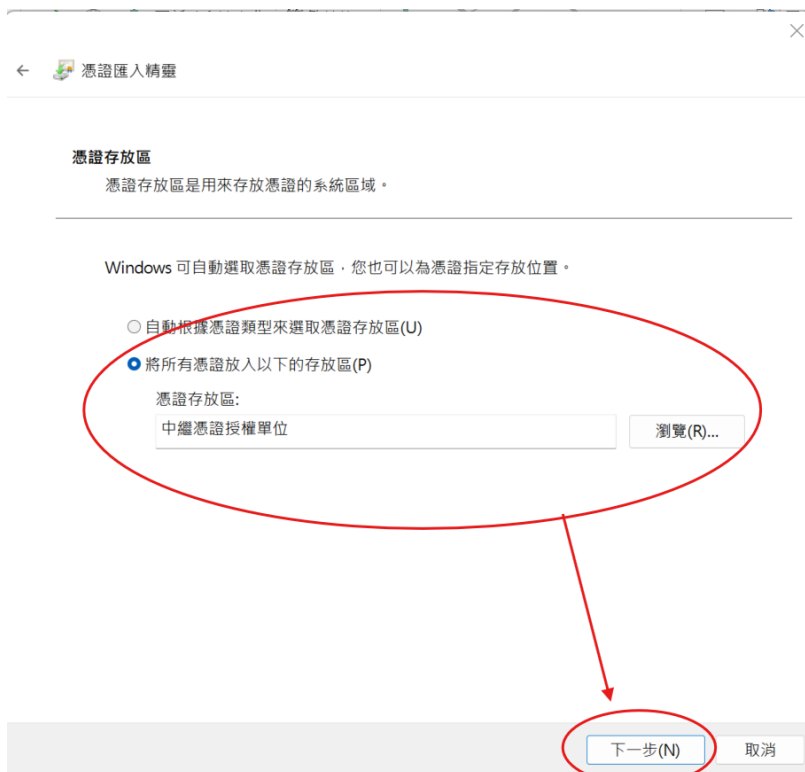 憑證匯入精靈
憑證存放區
憑證存放區是用來存放憑證的系統區域。
Windows 可自動選取憑證存放區，您也可以為憑證指定存放位置。
自動根據憑證類型來選取憑證存放區(U)
將所有憑證放入以下的存放區(P)
憑證存放區:
中繼憑證授權單位
瀏覽(R)...
下一步(N)
取消